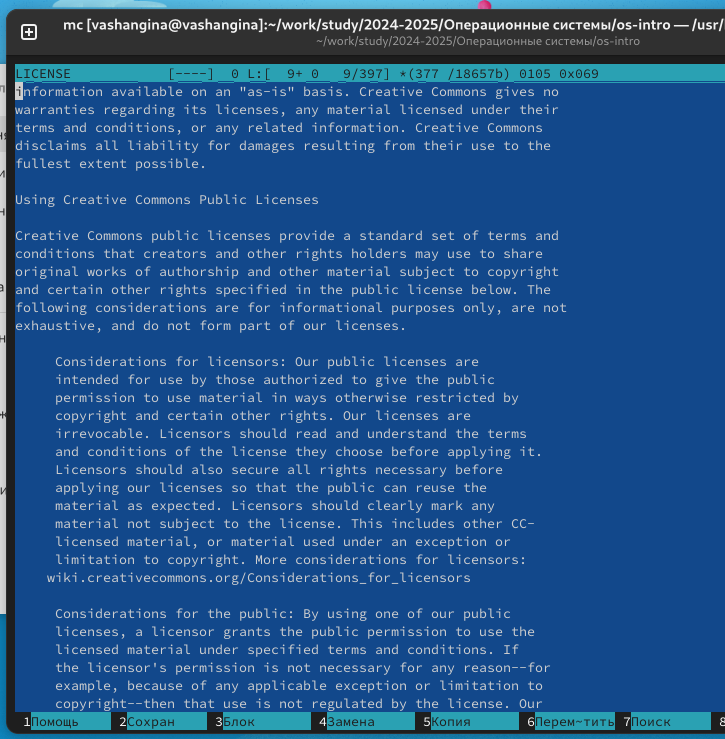 mc [vashangina@vashangina]:~/work/study/2024-2025/Операционные системы/os-intro — /usr/
~/work/study/2024-2025/Операционные системы/os-intro
LICENSE [----] 0 L:[ 9+ 0 9/397] *(377 /18657b) 0105 0x069
information available on an "as-is" basis. Creative Commons gives no
warranties regarding its licenses, any material licensed under their
terms and conditions, or any related information. Creative Commons
disclaims all liability for damages resulting from their use to the
fullest extent possible.
Using Creative Commons Public Licenses
Creative Commons public licenses provide a standard set of terms and
conditions that creators and other rights holders may use to share
original works of authorship and other material subject to copyright
and certain other rights specified in the public license below. The
following considerations are for informational purposes only, are not
exhaustive, and do not form part of our licenses.
Considerations for licensors: Our public licenses are
intended for use by those authorized to give the public
permission to use material in ways otherwise restricted by
copyright and certain other rights. Our licenses are
irrevocable. Licensors should read and understand the terms
and conditions of the license they choose before applying it.
Licensors should also secure all rights necessary before
applying our licenses so that the public can reuse the
material as expected. Licensors should clearly mark any
material not subject to the license. This includes other CC-
licensed material, or material used under an exception or
limitation to copyright. More considerations for licensors:
wiki.creativecommons.org/Considerations_for_licensors
Considerations for the public: By using one of our public
licenses, a licensor grants the public permission to use the
licensed material under specified terms and conditions. If
the licensor's permission is not necessary for any reason--for
example, because of any applicable exception or limitation to
copyright--then that use is not regulated by the license. Our
1Помощь 2Сохран 3Блок 4Замена 5Копия 6Перем~тить 7Поиск 8